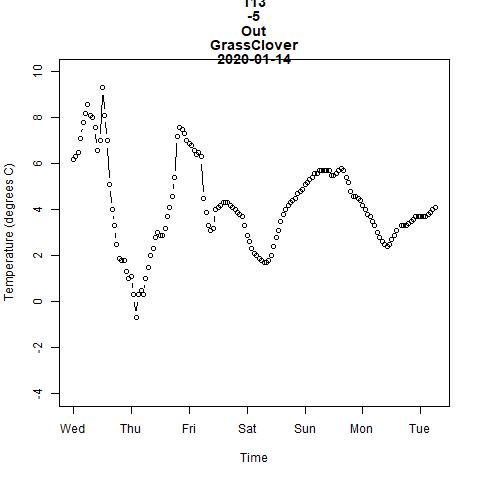 113
-5
Out
GrassClover
2020-01-14
Temperature (degrees C)
10
8
6
4
2
0
-2
-4
Wed Thu Fri Sat Sun Mon Tue
Time